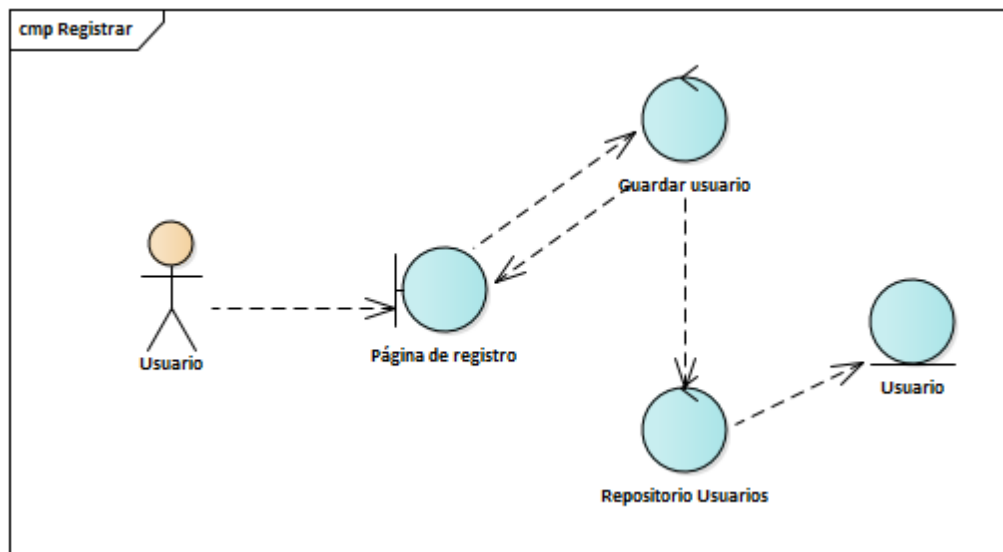 cmp Registrar
Guardar usuario
Usuario
Página de registro
Usuario
Repositorio Usuarios